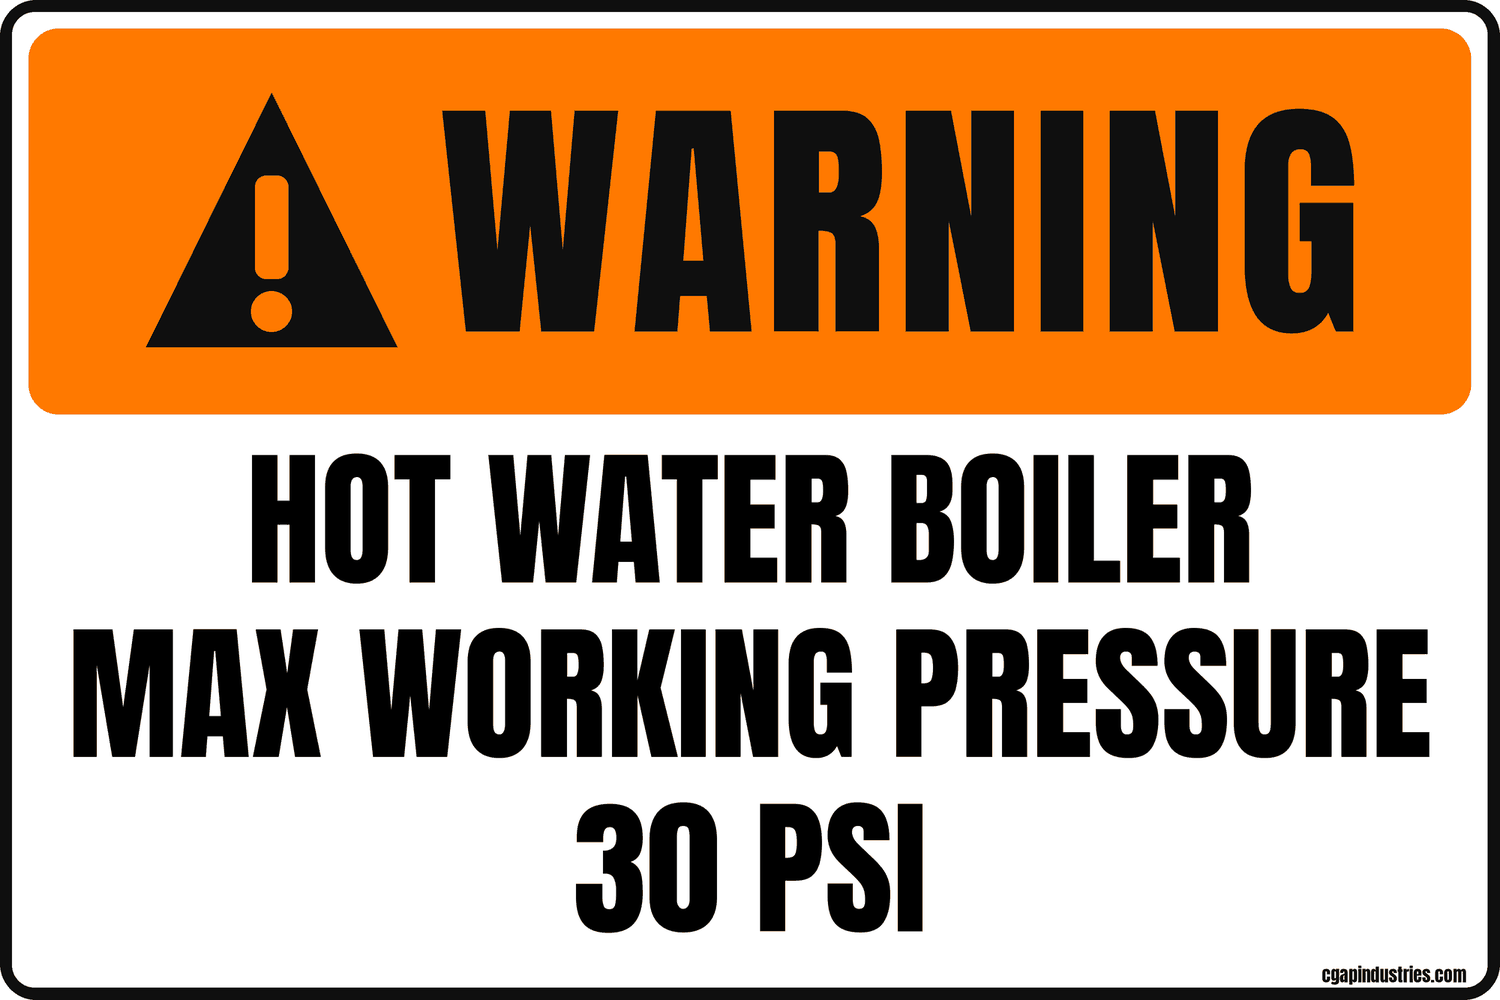 WARNING
HOT WATER BOILER
MAX WORKING PRESSURE
30 PSI
cgapindustries.com